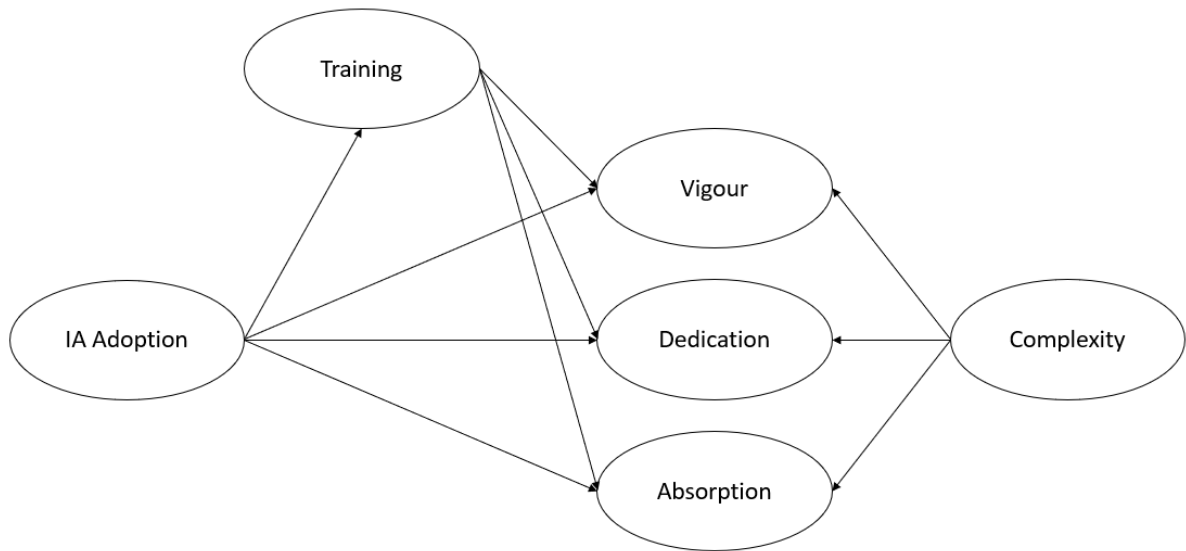 Training
Vigour
IA Adoption
Dedication
Complexity
Absorption